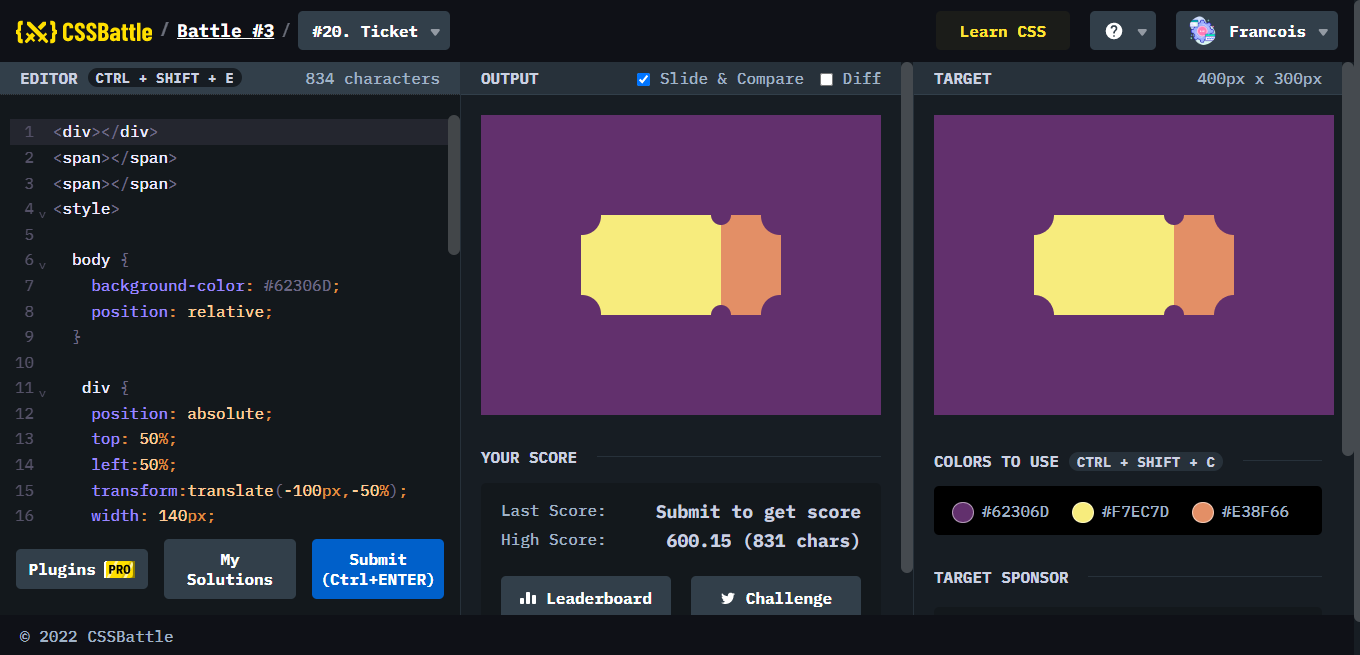 {X} CSSBattle / Battle #3 / #20. Ticket Learn CSS ? Francois
EDITOR CTRL + SHIFT + E 834 characters
1 <div></div>
2 <span></span>
3 <span></span>
4 <style>
5
6 body {
7 background-color: #62306D;
8 position: relative;
9 }
10
11 div {
12 position: absolute;
13 top: 50%;
14 left:50%;
15 transform:translate(-100px,-50%);
16 width: 140px;
Plugins PRO
My
Solutions
Submit
(Ctrl+ENTER)
OUTPUT Slide & Compare Diff
YOUR SCORE
Last Score: Submit to get score
High Score: 600.15 (831 chars)
Leaderboard Challenge
TARGET 400px x 300px
COLORS TO USE CTRL + SHIFT + C
#62306D #F7EC7D #E38F66
TARGET SPONSOR
© 2022 CSSBattle